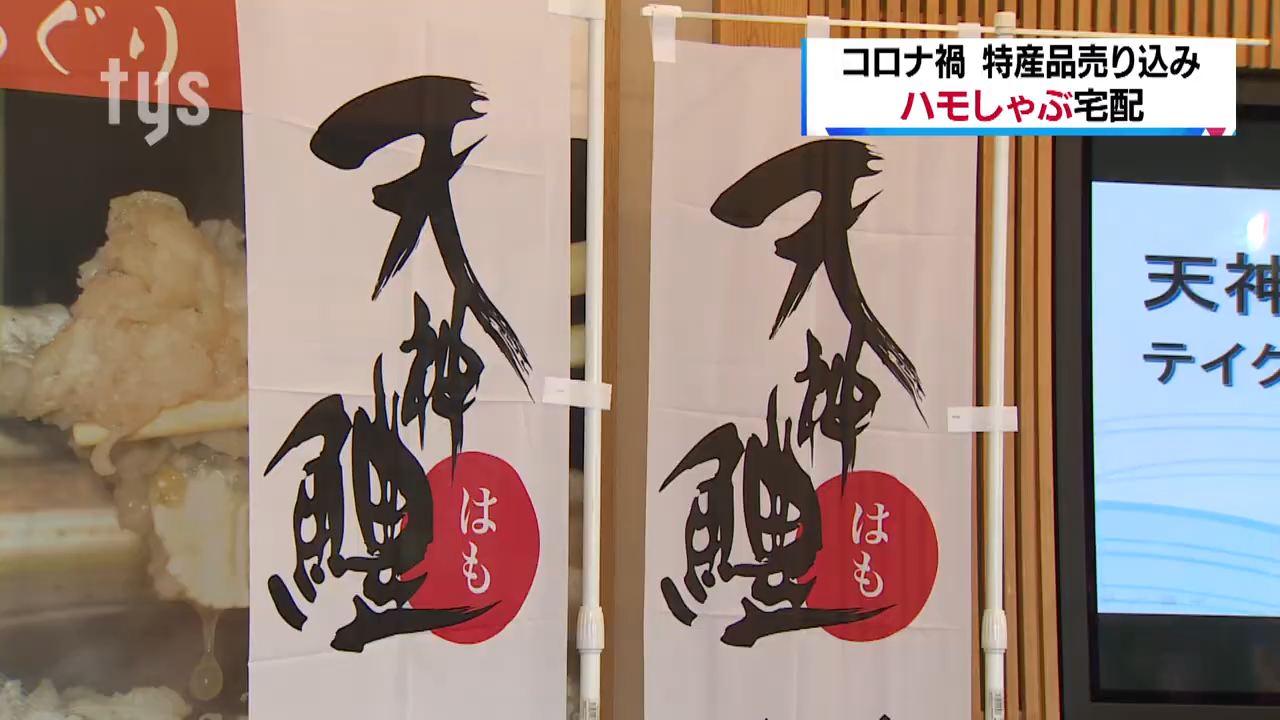 ぐり
tys
コロナ禍 特産品売り込み
ハモしゃぶ宅配
天神鱧
はも
天神鱧
はも
天神
テイク